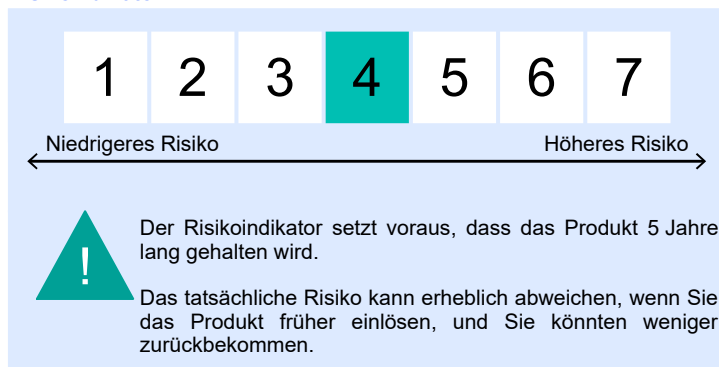 1 2 3 4 5 6 7
Niedrigeres Risiko Höheres Risiko
!
Der Risikoindikator setzt voraus, dass das Produkt 5 Jahre
lang gehalten wird.
Das tatsächliche Risiko kann erheblich abweichen, wenn Sie
das Produkt früher einlösen, und Sie könnten weniger
zurückbekommen.